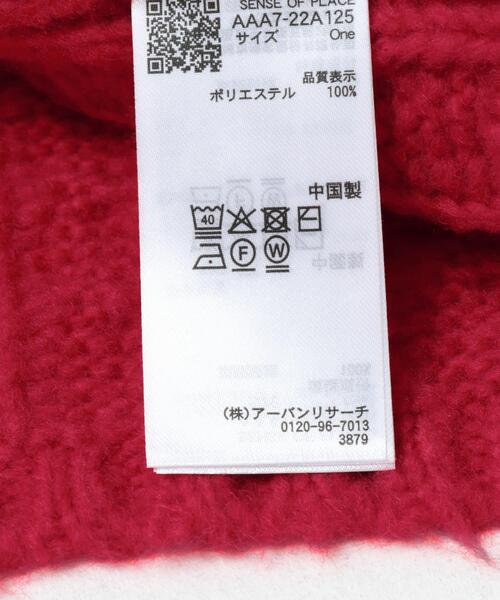 SENSE OF PLACE
AAA7-22A125
サイズ One
品質表示
ポリエステル 100%
中国製
40
F W
(株)アーバンリサーチ
0120-96-7013
3879